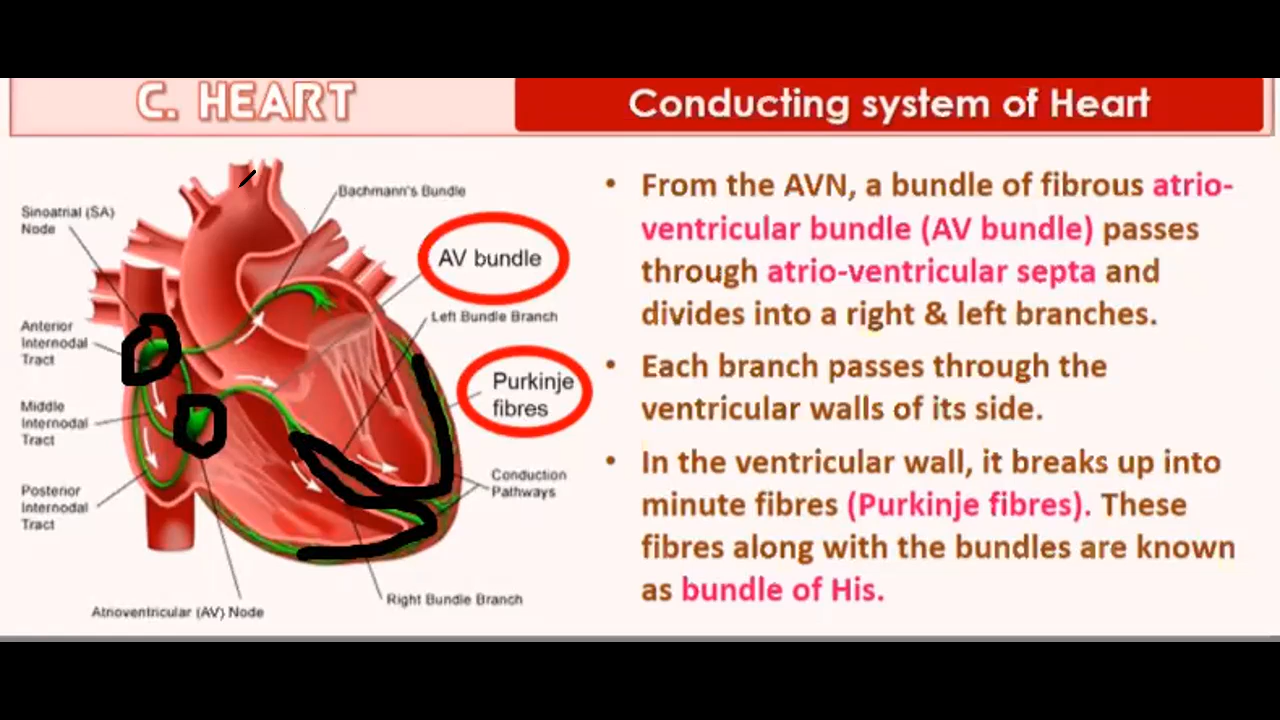 C. HEART
Conducting system of Heart
Bachmann's Bundle
Sinoatrial (SA)
Node
AV bundle
Left Bundle Branch
Anterior
Internodal
Tract
Purkinje
fibres
Middle
Internodal
Tract
Conduction
Pathways
Posterior
Internodal
Tract
Right Bundle Branch
Atrioventricular (AV) Node
• From the AVN, a bundle of fibrous atrio-
ventricular bundle (AV bundle) passes
through atrio-ventricular septa and
divides into a right & left branches.
• Each branch passes through the
ventricular walls of its side.
• In the ventricular wall, it breaks up into
minute fibres (Purkinje fibres). These
fibres along with the bundles are known
as bundle of His.